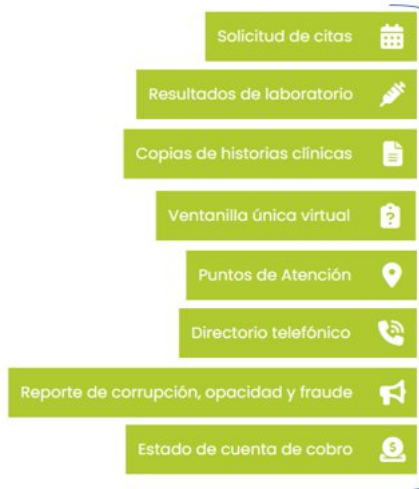 Solicitud de citas
Resultados de laboratorio
Copias de historias clínicas
Ventanilla única virtual
?
Puntos de Atención
Directorio telefónico
Reporte de corrupción, opacidad y fraude
Estado de cuenta de cobro
$